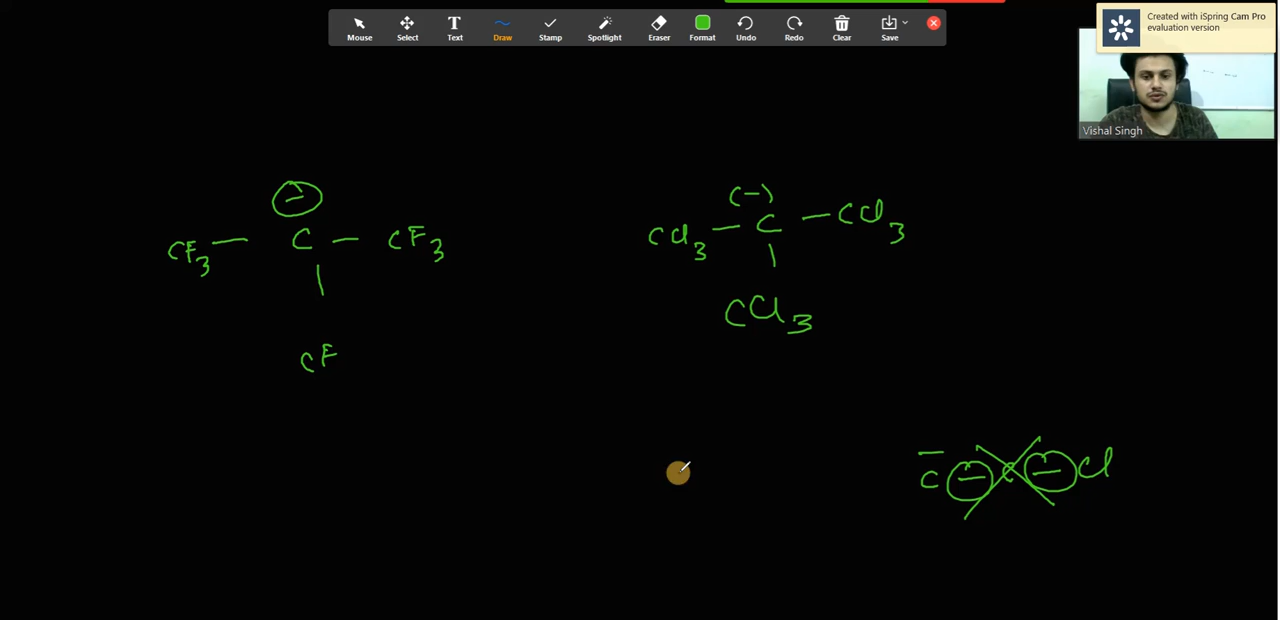 Mouse Select Text Draw Stamp Spotlight Eraser Format Undo Redo Clear Save
Created with iSpring Cam Pro
evaluation version
Vishal Singh
(−)
CF3 — C — CF3
|
CF
(−)
CCl3 — C — CCl3
|
CCl3
C̅ ⊖ C ⊖ Cl